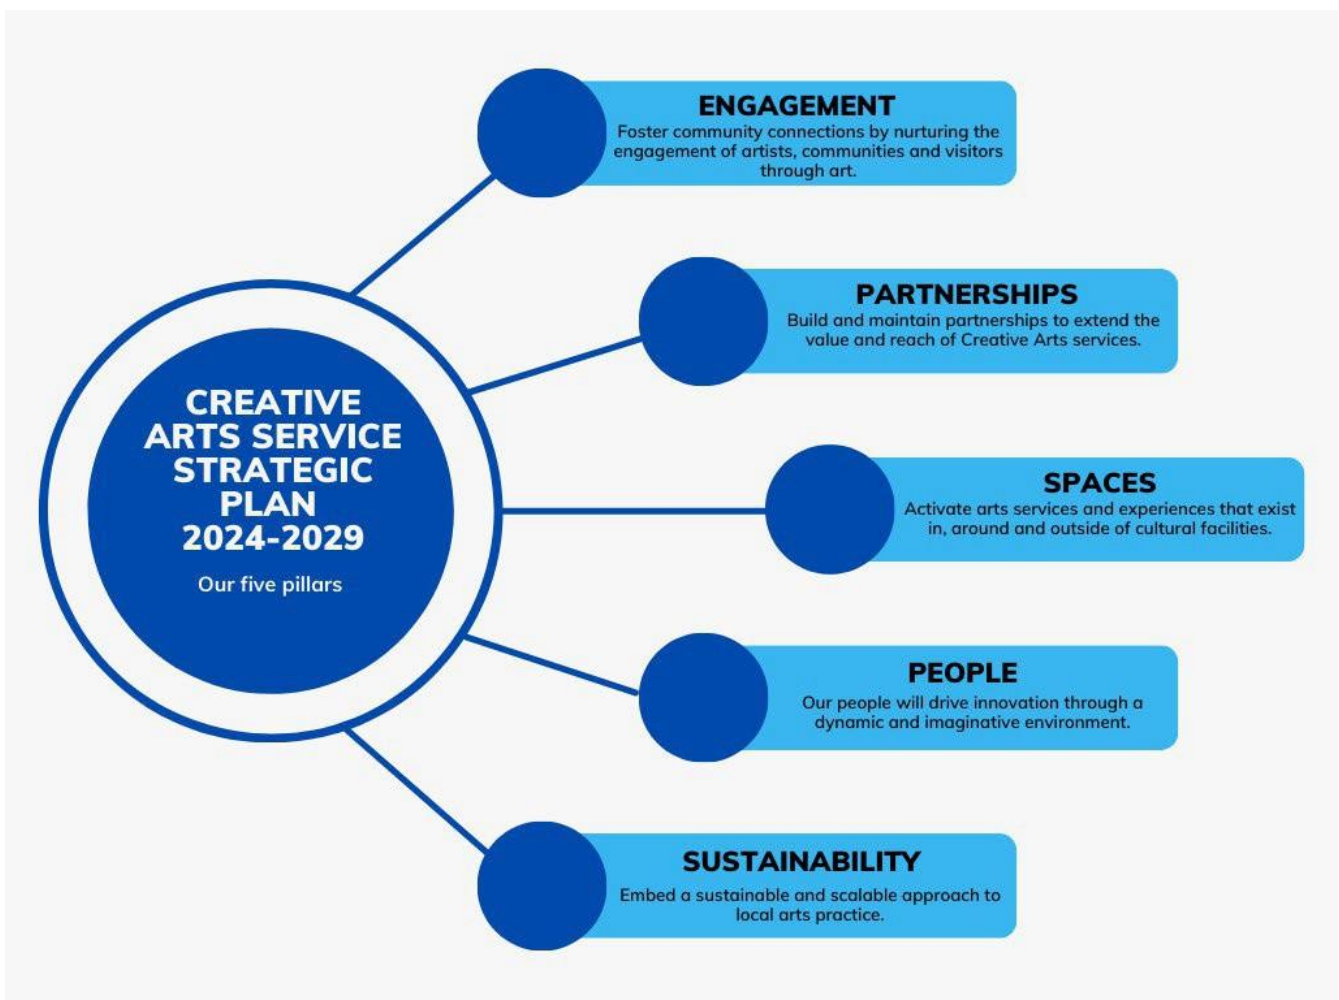 CREATIVE
ARTS SERVICE
STRATEGIC
PLAN
2024-2029
Our five pillars
ENGAGEMENT
Foster community connections by nurturing the
engagement of artists, communities and visitors
through art.
PARTNERSHIPS
Build and maintain partnerships to extend the
value and reach of Creative Arts services.
SPACES
Activate arts services and experiences that exist
in, around and outside of cultural facilities.
PEOPLE
Our people will drive innovation through a
dynamic and imaginative environment.
SUSTAINABILITY
Embed a sustainable and scalable approach to
local arts practice.